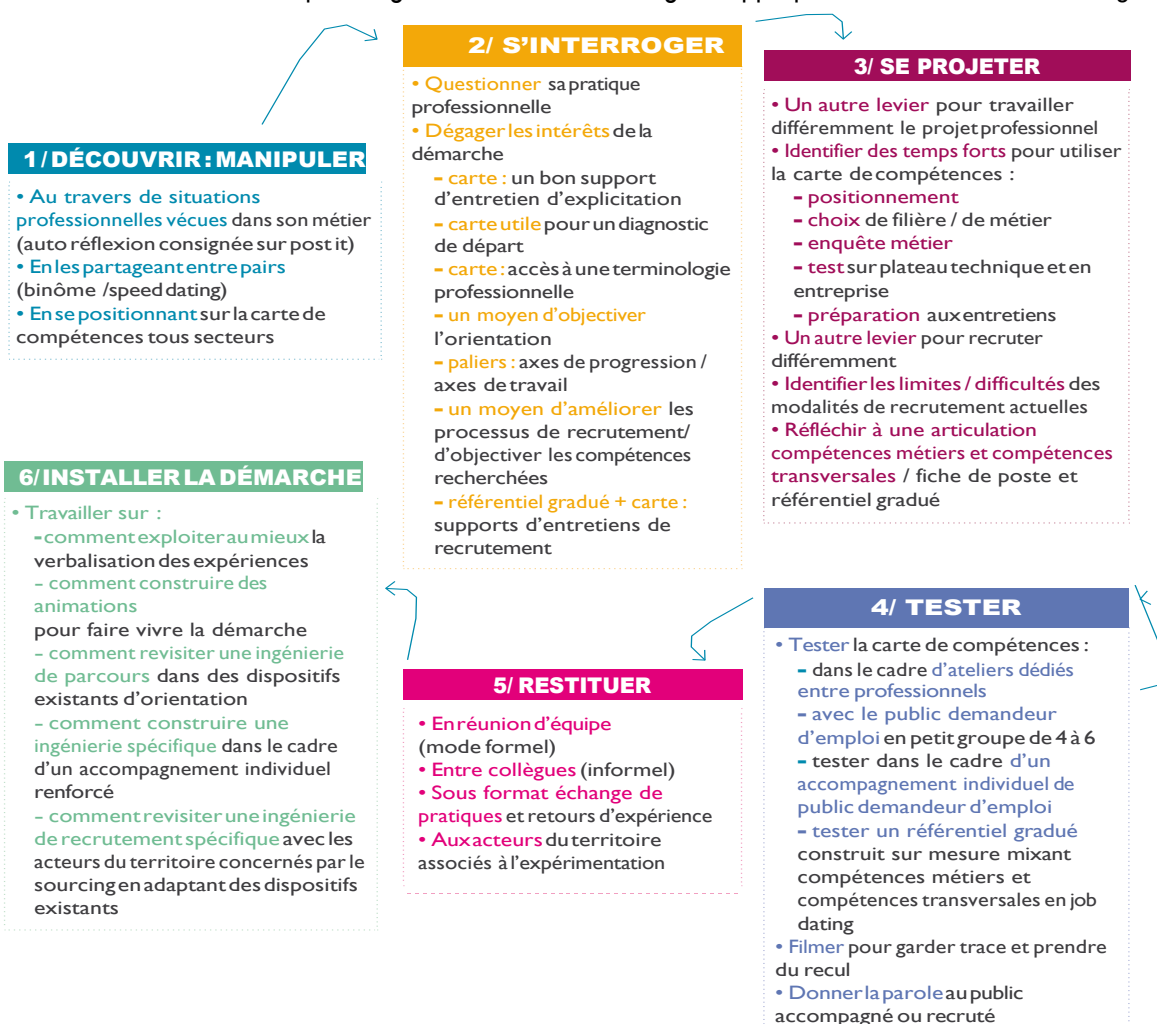 1/ DÉCOUVRIR : MANIPULER
• Au travers de situations
professionnelles vécues dans son métier
(auto réflexion consignée sur post it)
• En les partageant entre pairs
(binôme /speed dating)
• En se positionnant sur la carte de
compétences tous secteurs
2/ S’INTERROGER
• Questionner sa pratique
professionnelle
• Dégager les intérêts de la
démarche
- carte : un bon support
d’entretien d’explicitation
- carte utile pour un diagnostic
de départ
- carte : accès à une terminologie
professionnelle
- un moyen d’objectiver
l’orientation
- paliers : axes de progression /
axes de travail
- un moyen d’améliorer les
processus de recrutement/
d’objectiver les compétences
recherchées
- référentiel gradué + carte :
supports d’entretiens de
recrutement
3/ SE PROJETER
• Un autre levier pour travailler
différemment le projet professionnel
• Identifier des temps forts pour utiliser
la carte de compétences :
- positionnement
- choix de filière / de métier
- enquête métier
- test sur plateau technique et en
entreprise
- préparation aux entretiens
• Un autre levier pour recruter
différemment
• Identifier les limites / difficultés des
modalités de recrutement actuelles
• Réfléchir à une articulation
compétences métiers et compétences
transversales / fiche de poste et
référentiel gradué
4/ TESTER
• Tester la carte de compétences :
- dans le cadre d’ateliers dédiés
entre professionnels
- avec le public demandeur
d’emploi en petit groupe de 4 à 6
- tester dans le cadre d’un
accompagnement individuel de
public demandeur d’emploi
- tester un référentiel gradué
construit sur mesure mixant
compétences métiers et
compétences transversales en job
dating
• Filmer pour garder trace et prendre
du recul
• Donner la parole au public
accompagné ou recruté
5/ RESTITUER
• En réunion d’équipe
(mode formel)
• Entre collègues (informel)
• Sous format échange de
pratiques et retours d’expérience
• Aux acteurs du territoire
associés à l’expérimentation
6/ INSTALLER LA DÉMARCHE
• Travailler sur :
- comment exploiter au mieux la
verbalisation des expériences
- comment construire des
animations
pour faire vivre la démarche
- comment revisiter une ingénierie
de parcours dans des dispositifs
existants d’orientation
- comment construire une
ingénierie spécifique dans le cadre
d’un accompagnement individuel
renforcé
- comment revisiter une ingénierie
de recrutement spécifique avec les
acteurs du territoire concernés par le
sourcing en adaptant des dispositifs
existants